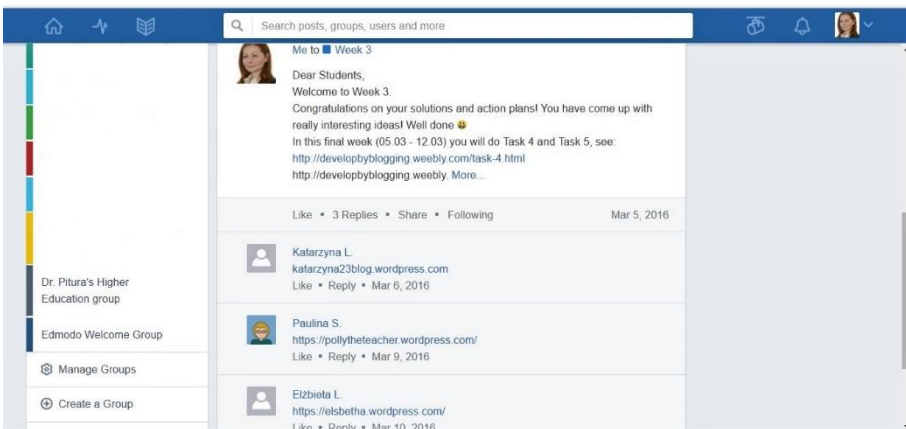 Search posts, groups, users and more
Me to Week 3
Dear Students,
Welcome to Week 3.
Congratulations on your solutions and action plans! You have come up with
really interesting ideas! Well done
In this final week (05.03 - 12.03) you will do Task 4 and Task 5, see:
http://developbyblogging.weebly.com/task-4.html
http://developbyblogging.weebly. More...
Like • 3 Replies • Share • Following Mar 5, 2016
Katarzyna L.
katarzyna23blog.wordpress.com
Like • Reply • Mar 6, 2016
Paulina S.
https://pollytheteacher.wordpress.com/
Like • Reply • Mar 9, 2016
Elżbieta L.
https://elsbetha.wordpress.com/
Like • Reply • Mar 10, 2016
Dr. Pitura's Higher
Education group
Edmodo Welcome Group
Manage Groups
Create a Group